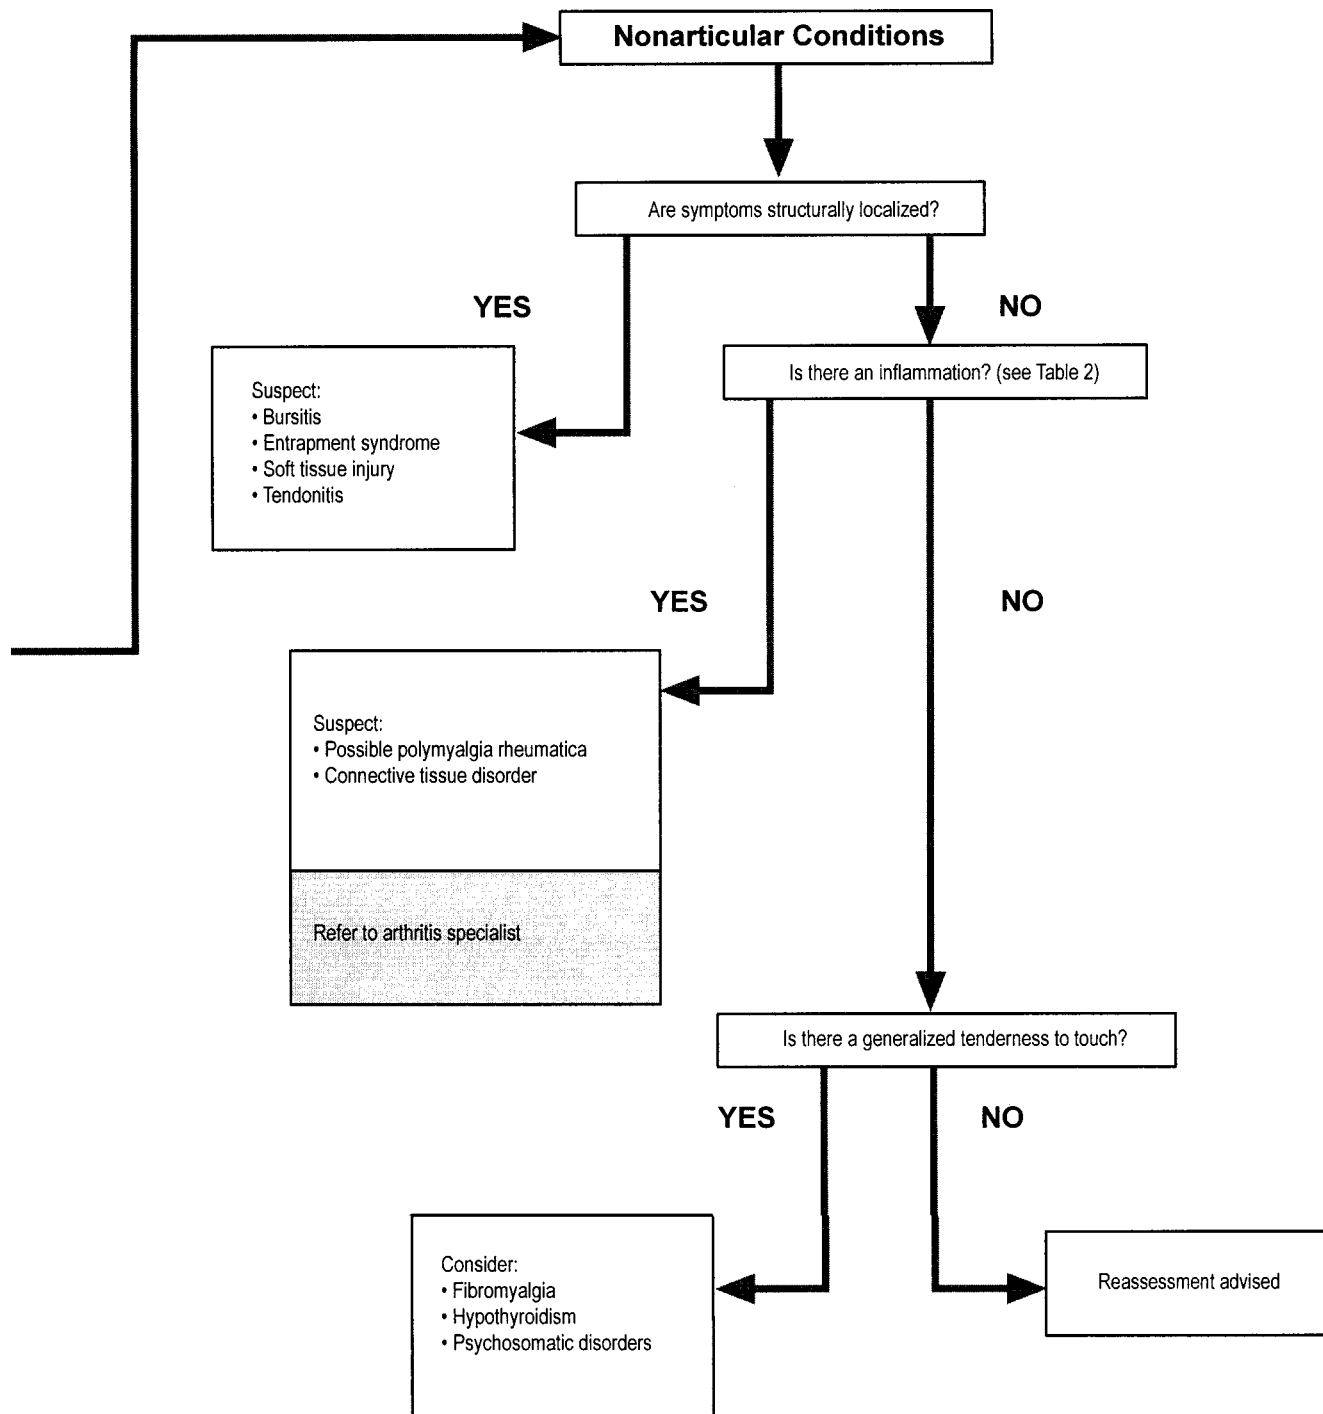 Nonarticular Conditions
Are symptoms structurally localized?
YES
NO
Suspect:
• Bursitis
• Entrapment syndrome
• Soft tissue injury
• Tendonitis
Is there an inflammation? (see Table 2)
YES
NO
Suspect:
• Possible polymyalgia rheumatica
• Connective tissue disorder
Refer to arthritis specialist
Is there a generalized tenderness to touch?
YES
NO
Consider:
• Fibromyalgia
• Hypothyroidism
• Psychosomatic disorders
Reassessment advised